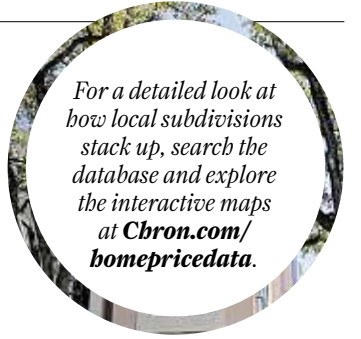 For a detailed look at
how local subdivisions
stack up, search the
database and explore
the interactive maps
at Chron.com/
homepricedata.